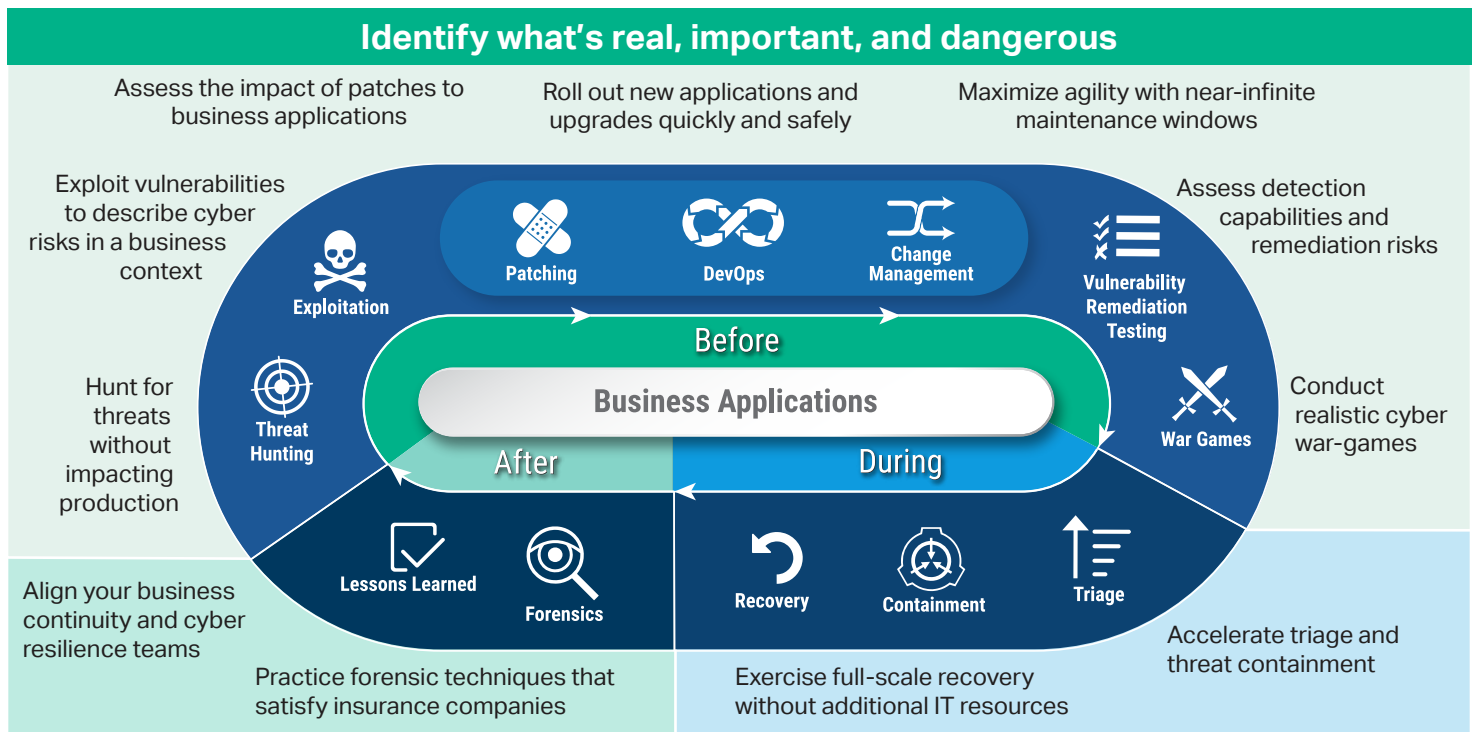 Identify what's real, important, and dangerous
Assess the impact of patches to
business applications
Roll out new applications and
upgrades quickly and safely
Maximize agility with near-infinite
maintenance windows
Exploit vulnerabilities
to describe cyber
risks in a business
context
Assess detection
capabilities and
remediation risks
Patching
DevOps
Change
Management
Exploitation
Vulnerability
Remediation
Testing
Before
Business Applications
Hunt for
threats
without
impacting
production
Threat
Hunting
War Games
Conduct
realistic cyber
war-games
After
During
Lessons Learned
Forensics
Recovery
Containment
Triage
Align your business
continuity and cyber
resilience teams
Practice forensic techniques that
satisfy insurance companies
Exercise full-scale recovery
without additional IT resources
Accelerate triage and
threat containment